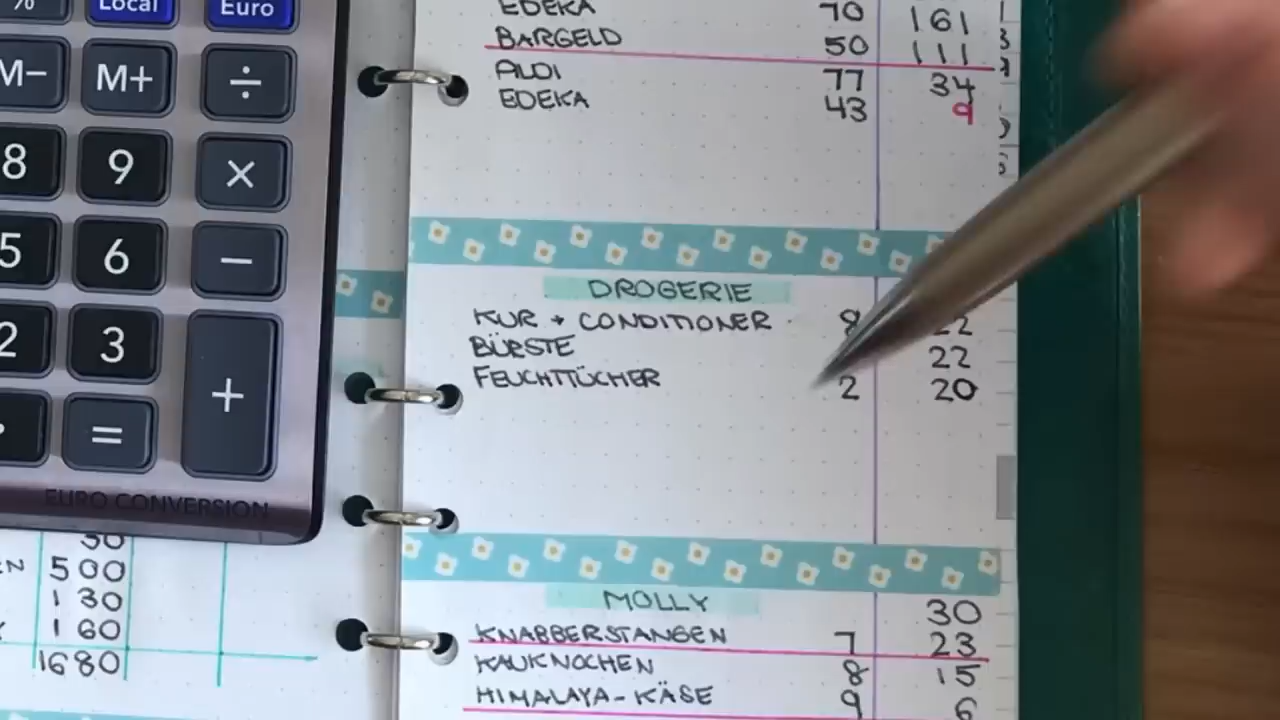 % Local Euro
M− M+ ÷
8 9 ×
5 6 −
2 3 +
. =
EURO CONVERSION
30
500
130
160
1680
EDEKA 70 161
BARGELD 50 111
ALDI 77 34
EDEKA 43 9
DROGERIE
KUR + CONDITIONER 8 22
BÜRSTE 22
FEUCHTTÜCHER 2 20
MOLLY 30
KNABBERSTANGEN 7 23
KAUKNOCHEN 8 15
HIMALAYA-KÄSE 9 6